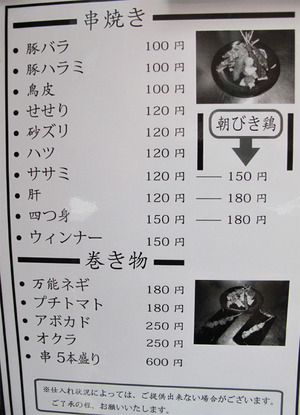 串焼き
豚バラ 100円
豚ハラミ 100円
鳥皮 100円
せせり 120円
砂ズリ 120円
ハツ 120円
朝びき鶏
ササミ 120円 — 150円
肝 120円 — 180円
四つ身 150円 — 180円
ウィンナー 150円
巻き物
万能ネギ 180円
プチトマト 180円
アボカド 250円
オクラ 250円
串5本盛り 600円
※仕入れ状況によっては、ご提供出来ない場合がございます。
ご了承の程、お願いいたします。